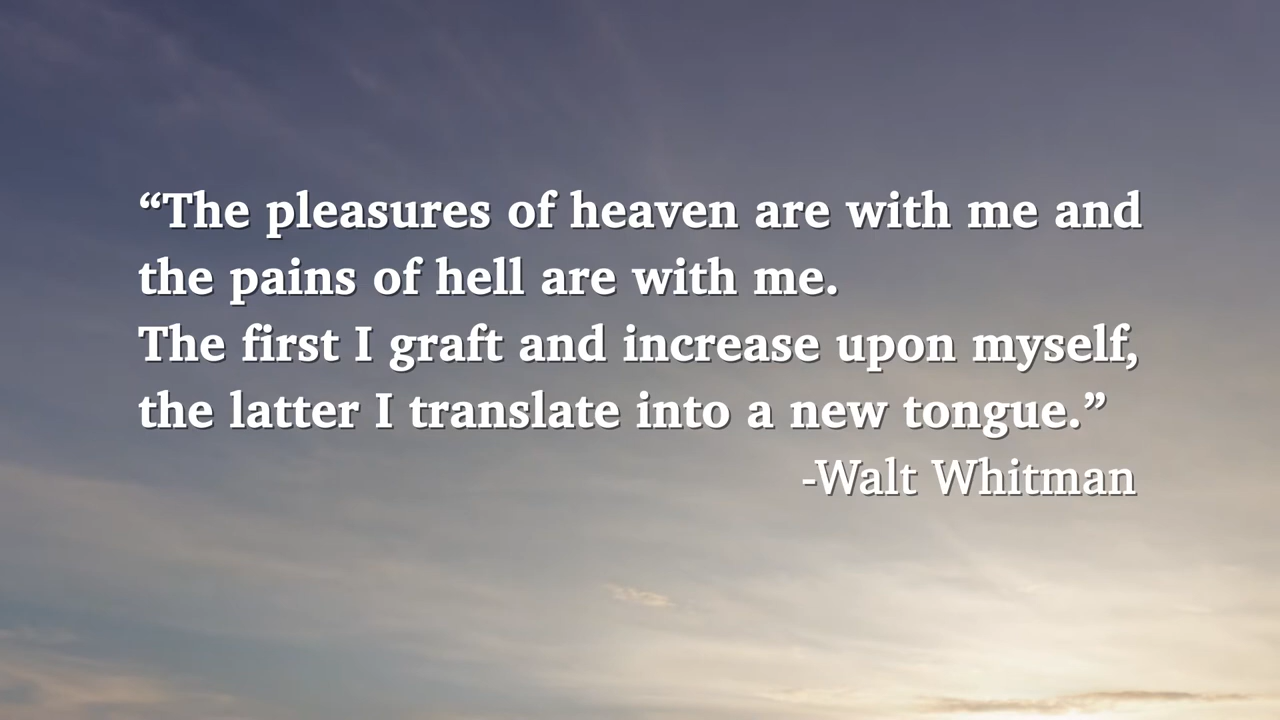 “The pleasures of heaven are with me and
the pains of hell are with me.
The first I graft and increase upon myself,
the latter I translate into a new tongue.”
-Walt Whitman